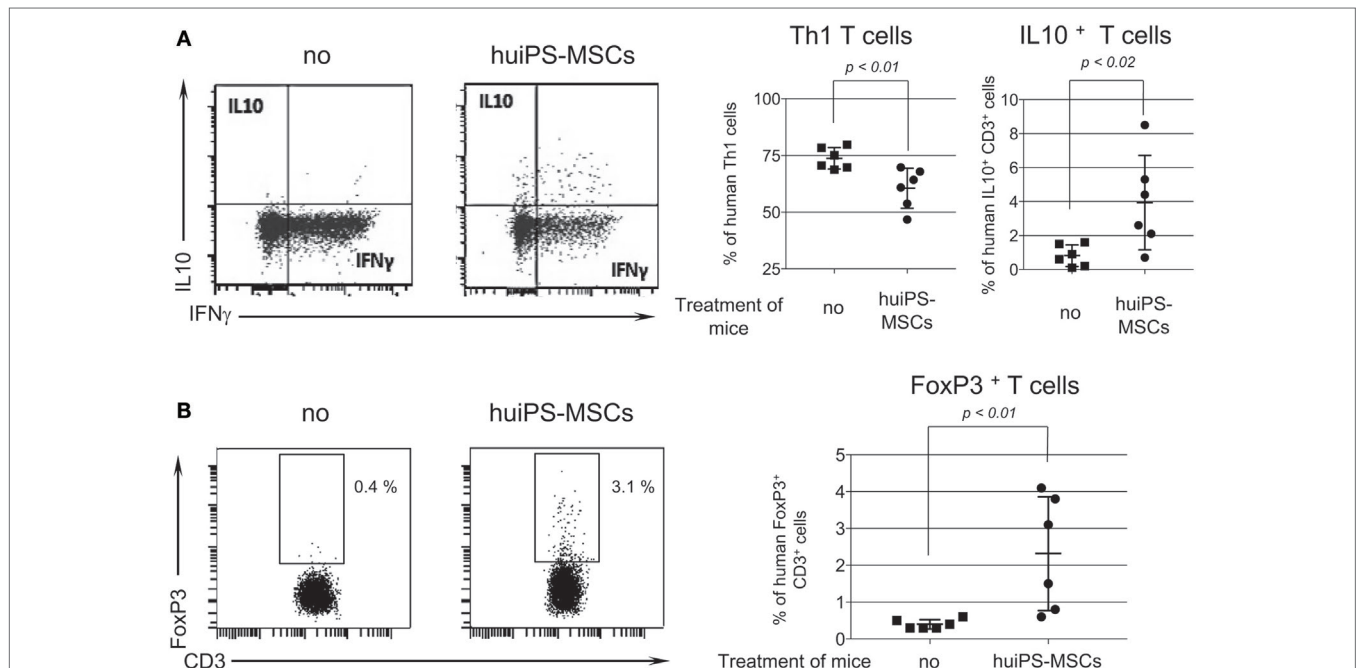 A
no
huiPS-MSCs
Th1 T cells
IL10 + T cells
p < 0.01
p < 0.02
IL10
IL10
IL10
IFNγ
IFNγ
IFNγ
% of human Th1 cells
100
75
50
25
% of human IL10⁺ CD3⁺ cells
10
8
6
4
2
0
Treatment of
mice
no
huiPS-
MSCs
no
huiPS-
MSCs
B
no
huiPS-MSCs
FoxP3 + T cells
p < 0.01
FoxP3
0.4 %
3.1 %
CD3
% of human FoxP3⁺
CD3⁺ cells
5
4
3
2
1
0
Treatment of mice
no
huiPS-MSCs